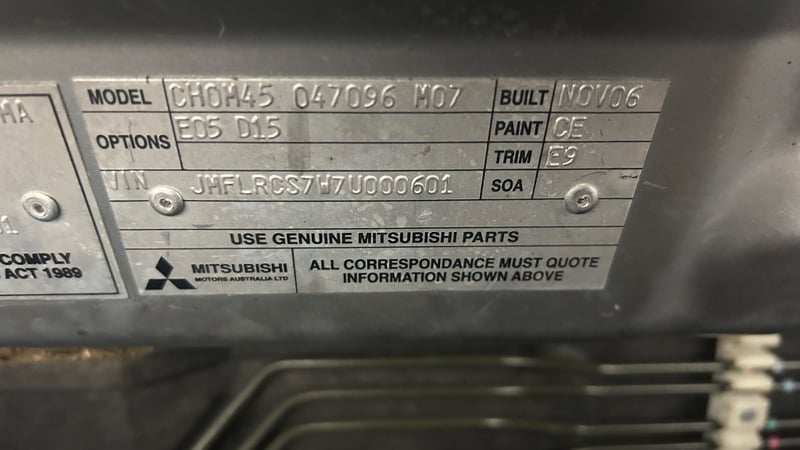 MA
COMPLY
ACT 1989
MODEL CHOM45 047096 M07 BUILT NOV06
OPTIONS E05 D15 PAINT CE
TRIM E9
VIN JMFLRCS7W7U000601 SOA
USE GENUINE MITSUBISHI PARTS
MITSUBISHI
MOTORS AUSTRALIA LTD
ALL CORRESPONDANCE MUST QUOTE
INFORMATION SHOWN ABOVE